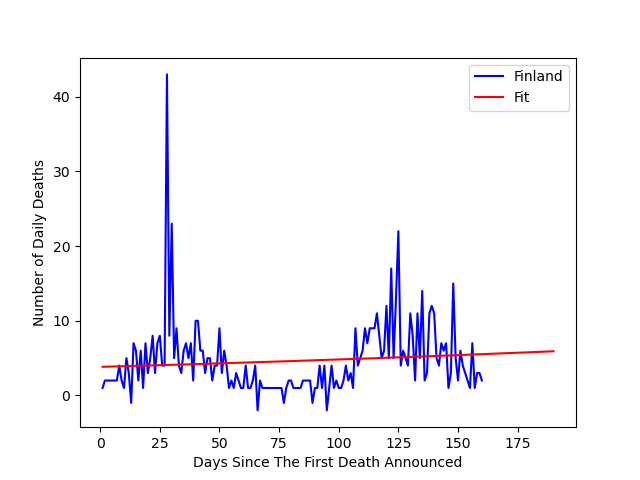 Finland
Fit
40
30
20
10
0
Number of Daily Deaths
0 25 50 75 100 125 150 175
Days Since The First Death Announced